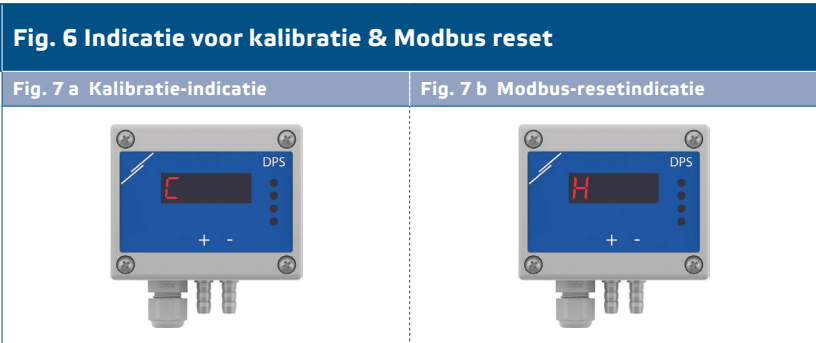 Fig. 6 Indicatie voor kalibratie & Modbus reset
Fig. 7 a Kalibratie-indicatie
Fig. 7 b Modbus-resetindicatie
DPS
C
+ -
DPS
H
+ -